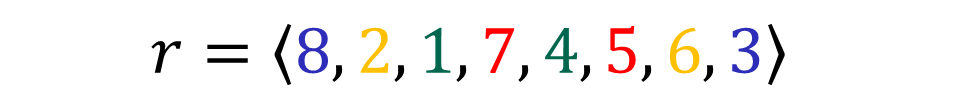 r = ⟨8, 2, 1, 7, 4, 5, 6, 3⟩